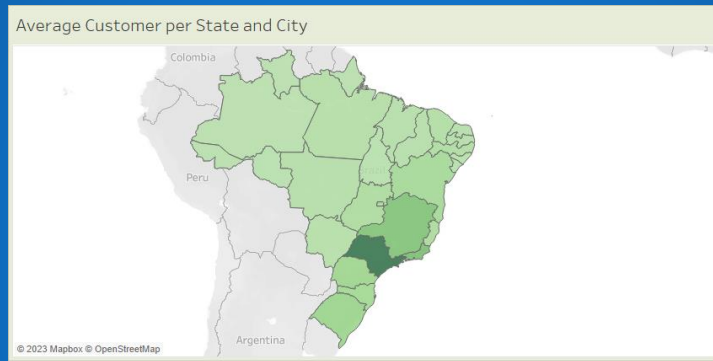 Average Customer per State and City
Colombia
Peru
Argentina
© 2023 Mapbox © OpenStreetMap